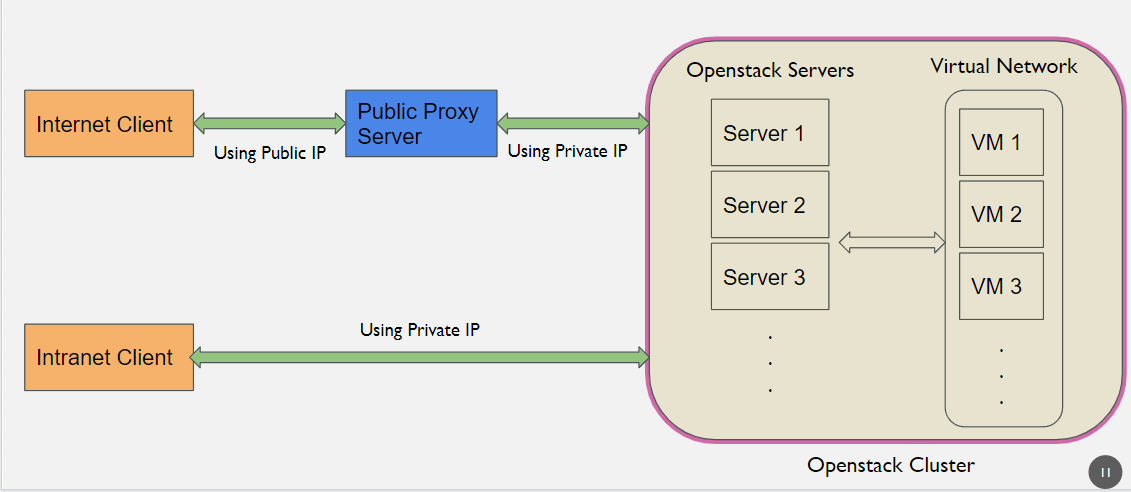 Openstack Servers
Virtual Network
Internet Client
Public Proxy
Server
Using Public IP
Using Private IP
Server 1
Server 2
Server 3
.
.
.
VM 1
VM 2
VM 3
.
.
.
Intranet Client
Using Private IP
Openstack Cluster